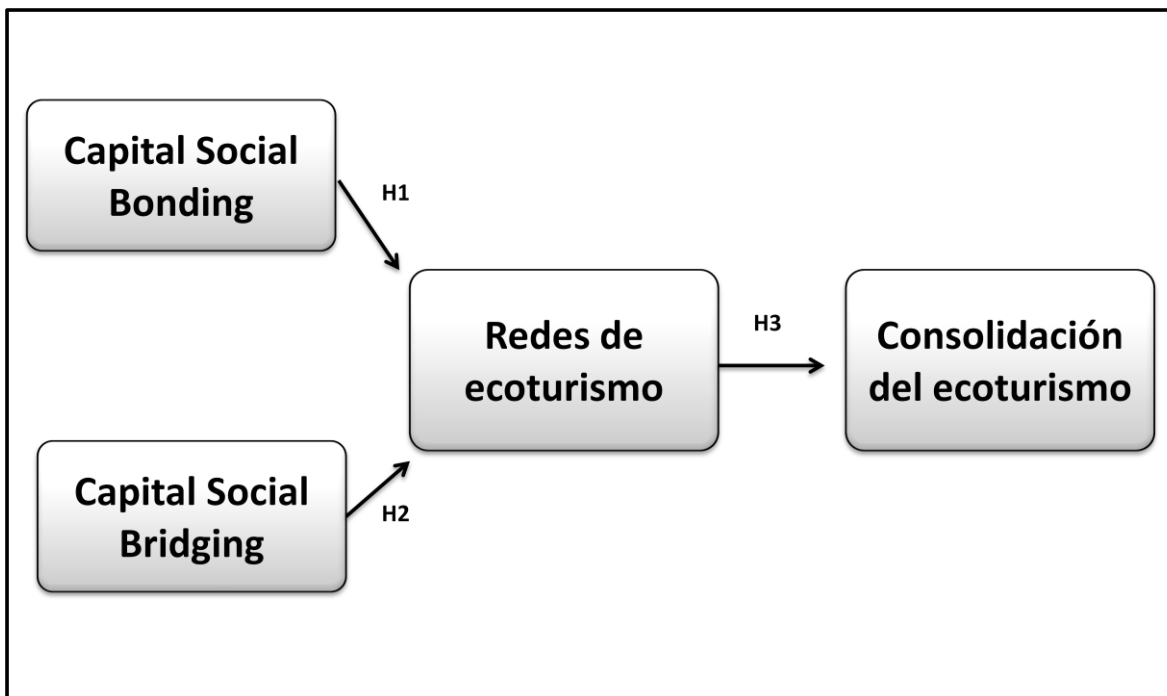 Capital Social
Bonding
H1
Redes de
ecoturismo
H3
Consolidación
del ecoturismo
Capital Social
Bridging
H2